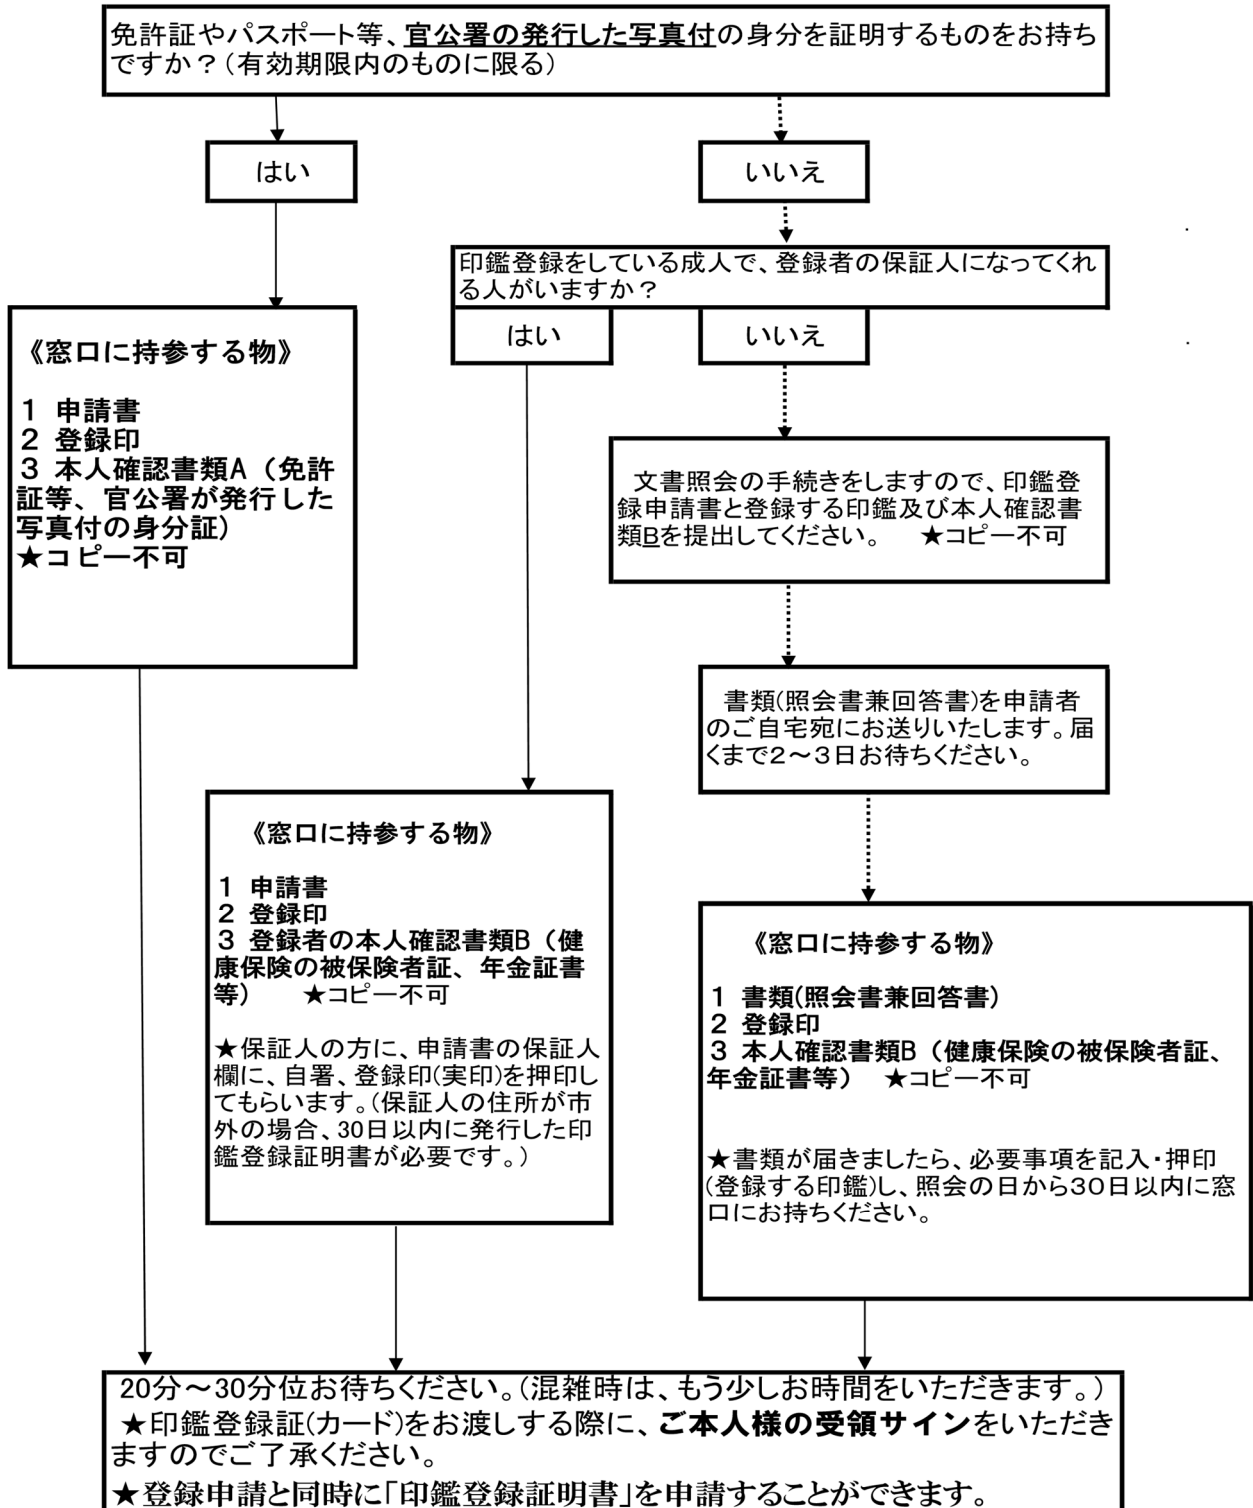 免許証やパスポート等、官公署の発行した写真付の身分を証明するものをお持ち
ですか？（有効期限内のものに限る）
はい
いいえ
印鑑登録をしている成人で、登録者の保証人になってくれ
る人がいますか？
はい
いいえ
《窓口に持参する物》
1 申請書
2 登録印
3 本人確認書類A（免許
証等、官公署が発行した
写真付の身分証）
★コピー不可
文書照会の手続きをしますので、印鑑登
録申請書と登録する印鑑及び本人確認書
類Bを提出してください。 ★コピー不可
書類(照会書兼回答書)を申請者
のご自宅宛にお送りいたします。届
くまで２～３日お待ちください。
《窓口に持参する物》
1 申請書
2 登録印
3 登録者の本人確認書類B（健
康保険の被保険者証、年金証書
等） ★コピー不可
★保証人の方に、申請書の保証人
欄に、自署、登録印(実印)を押印し
てもらいます。（保証人の住所が市
外の場合、30日以内に発行した印
鑑登録証明書が必要です。）
《窓口に持参する物》
1 書類(照会書兼回答書)
2 登録印
3 本人確認書類B（健康保険の被保険者証、
年金証書等） ★コピー不可
★書類が届きましたら、必要事項を記入・押印
(登録する印鑑)し、照会の日から３０日以内に窓
口にお持ちください。
20分～30分位お待ちください。（混雑時は、もう少しお時間をいただきます。）
★印鑑登録証(カード)をお渡しする際に、ご本人様の受領サインをいただき
ますのでご了承ください。
★登録申請と同時に「印鑑登録証明書」を申請することができます。